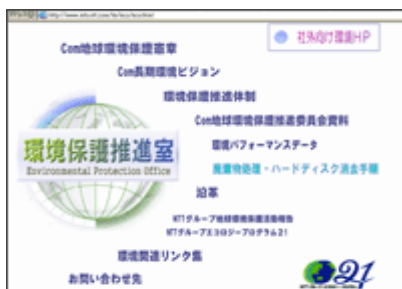 社外向け環境HP
Com地球環境保護憲章
Com長期環境ビジョン
環境保護推進体制
Com地球環境保護推進委員会資料
環境保護推進室
Environmental Protection Office
環境パフォーマンスデータ
廃棄物処理・ハードディスク消去手順
沿革
NTTグループ地球環境保護活動報告
NTTグループエコロジープログラム21
環境関連リンク集
お問い合わせ先
21